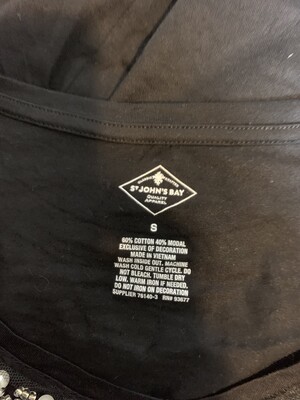 ST JOHN'S BAY
QUALITY
APPAREL
S
60% COTTON 40% MODAL
EXCLUSIVE OF DECORATION
MADE IN VIETNAM
WASH INSIDE OUT. MACHINE
WASH COLD GENTLE CYCLE. DO
NOT BLEACH. TUMBLE DRY
LOW. WARM IRON IF NEEDED.
DO NOT IRON ON DECORATION
SUPPLIER 76140-3 RN# 93677